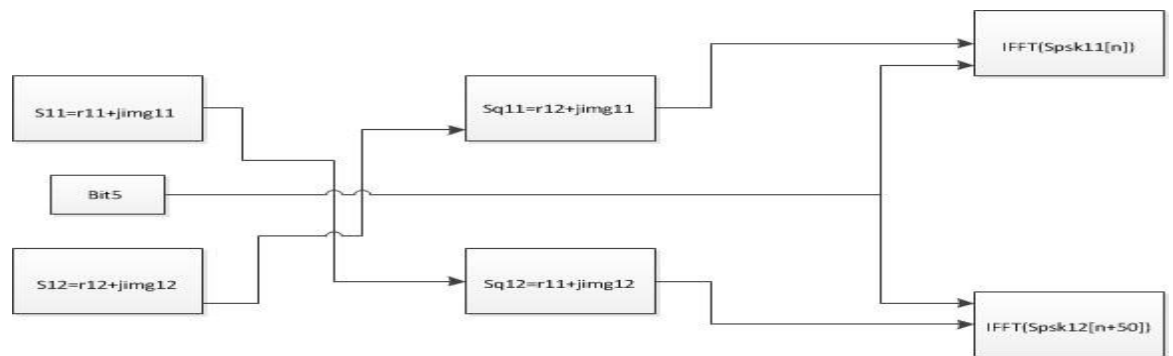 IFFT(Spsk11[n])
S11=r11+jimg11
Sq11=r12+jimg11
Bit5
S12=r12+jimg12
Sq12=r11+jimg12
IFFT(Spsk12[n+50])